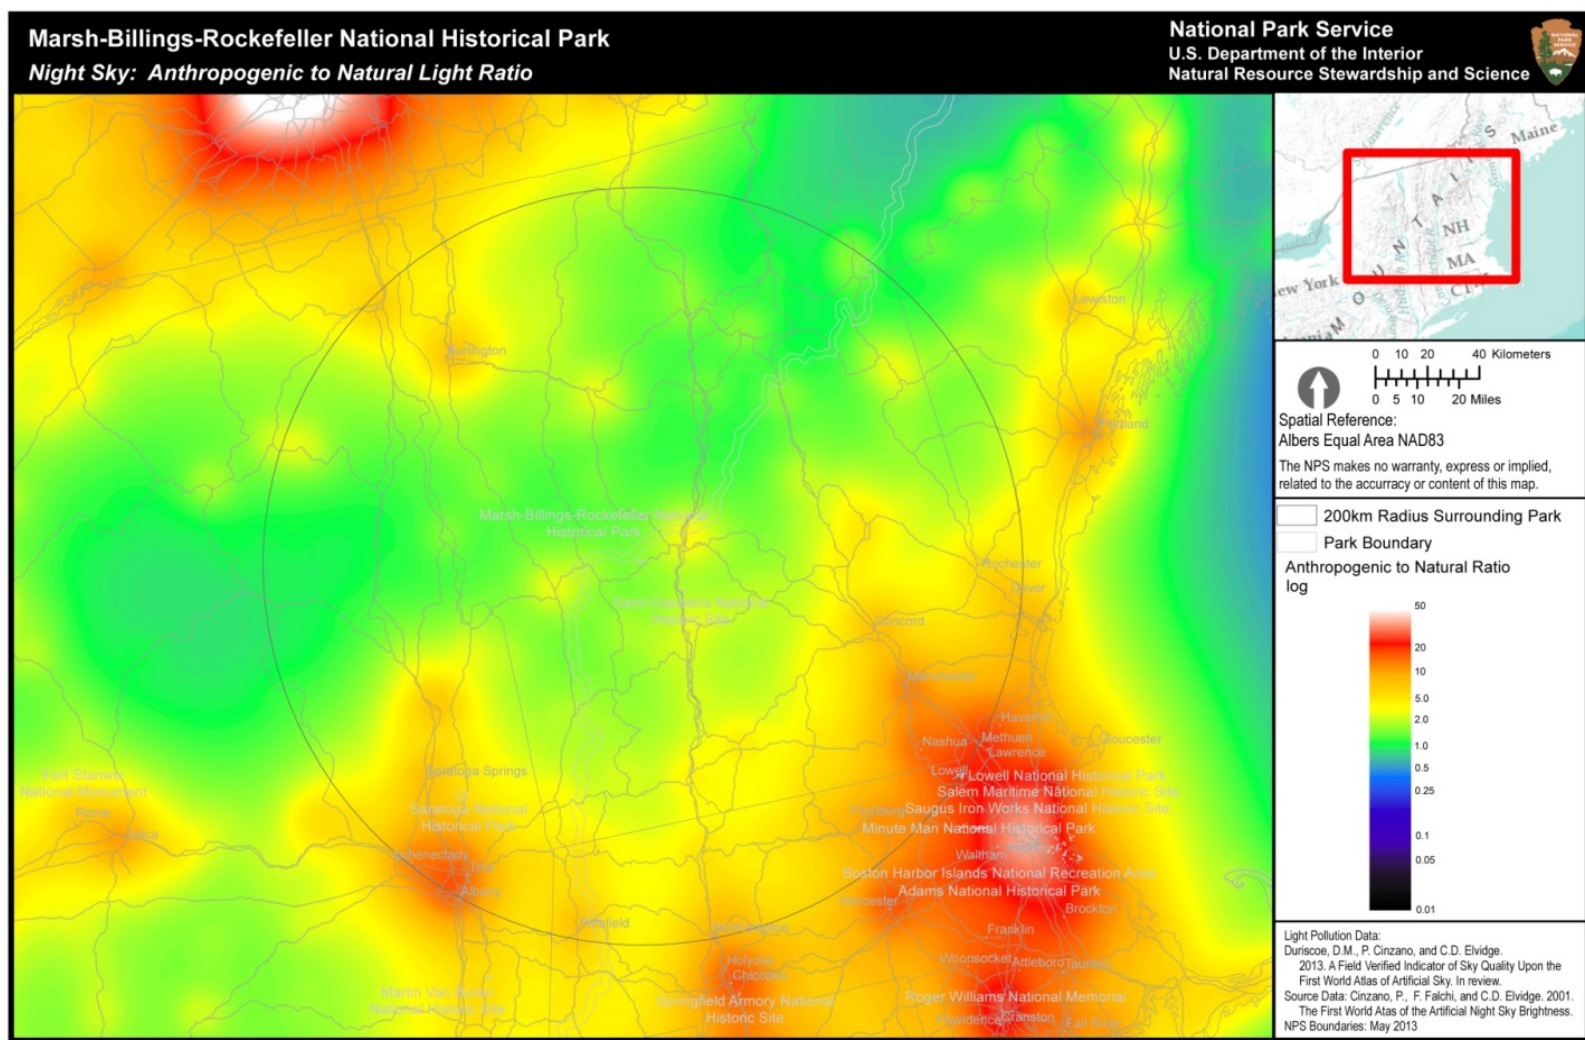 Marsh-Billings-Rockefeller National Historical Park
Night Sky: Anthropogenic to Natural Light Ratio
National Park Service
U.S. Department of the Interior
Natural Resource Stewardship and Science
NATIONAL
PARK
SERVICE
Lewiston
Burlington
Portland
Marsh-Billings-Rockefeller National
Historical Park
Rochester
Dover
Saint-Gaudens National
Historic Site
Concord
Manchester
Haverhill
Nashua
Methuen
Gloucester
Lawrence
Lowell
Lowell National Historical Park
Salem Maritime National Historic Site
Saugus Iron Works National Historic Site
Fitchburg
Minute Man National Historical Park
Waltham
Boston Harbor Islands National Recreation Area
Adams National Historical Park
Worcester
Brockton
Franklin
Woonsocket
Attleboro
Taunton
Roger Williams National Memorial
Providence
Cranston
Fall River
Fort Stanwix
National Monument
Rome
Utica
Saratoga Springs
Saratoga National
Historical Park
Schenectady
Troy
Albany
Pittsfield
Northampton
Holyoke
Chicopee
Springfield Armory National
Historic Site
Martin Van Buren
National Historic Site
St Lawrence
Maine
NH
MA
CT
New York
MOUNTAINS
0 10 20 40 Kilometers
0 5 10 20 Miles
Spatial Reference:
Albers Equal Area NAD83
The NPS makes no warranty, express or implied,
related to the accurracy or content of this map.
200km Radius Surrounding Park
Park Boundary
Anthropogenic to Natural Ratio
log
50
20
10
5.0
2.0
1.0
0.5
0.25
0.1
0.05
0.01
Light Pollution Data:
Duriscoe, D.M., P. Cinzano, and C.D. Elvidge.
2013. A Field Verified Indicator of Sky Quality Upon the
First World Atlas of Artificial Sky. In review.
Source Data: Cinzano, P., F. Falchi, and C.D. Elvidge. 2001.
The First World Atas of the Artificial Night Sky Brightness.
NPS Boundaries: May 2013